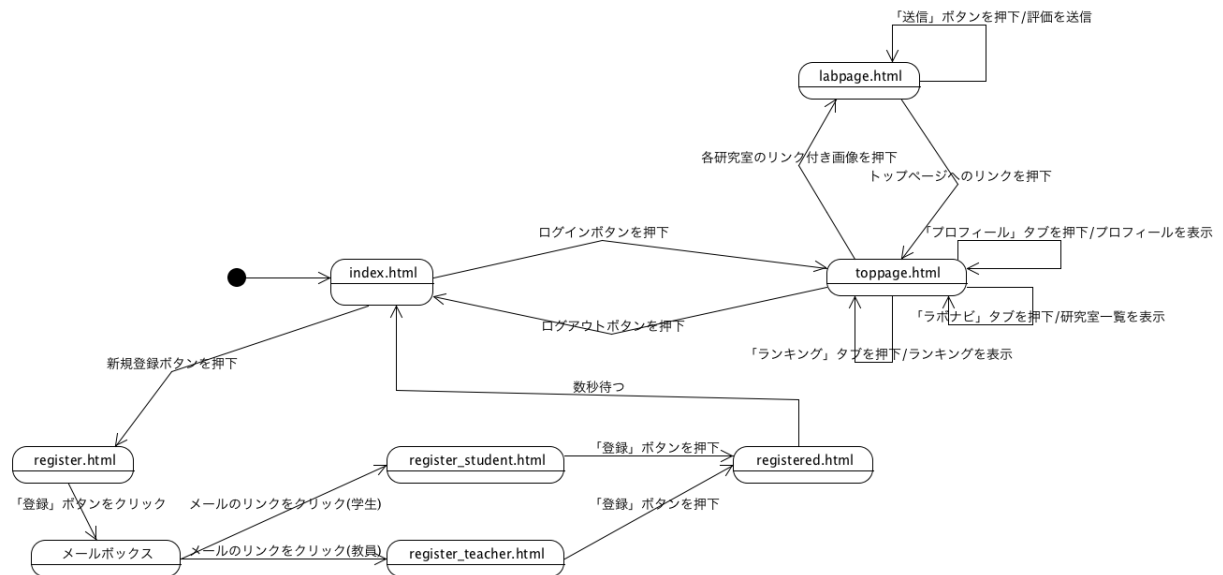 「送信」ボタンを押下/評価を送信
labpage.html
各研究室のリンク付き画像を押下
トップページへのリンクを押下
ログインボタンを押下
「プロフィール」タブを押下/プロフィールを表示
index.html
toppage.html
ログアウトボタンを押下
「ラボナビ」タブを押下/研究室一覧を表示
「ランキング」タブを押下/ランキングを表示
新規登録ボタンを押下
数秒待つ
register.html
register_student.html
「登録」ボタンを押下
registered.html
「登録」ボタンをクリック
メールのリンクをクリック(学生)
「登録」ボタンを押下
メールボックス
メールのリンクをクリック(教員)
register_teacher.html